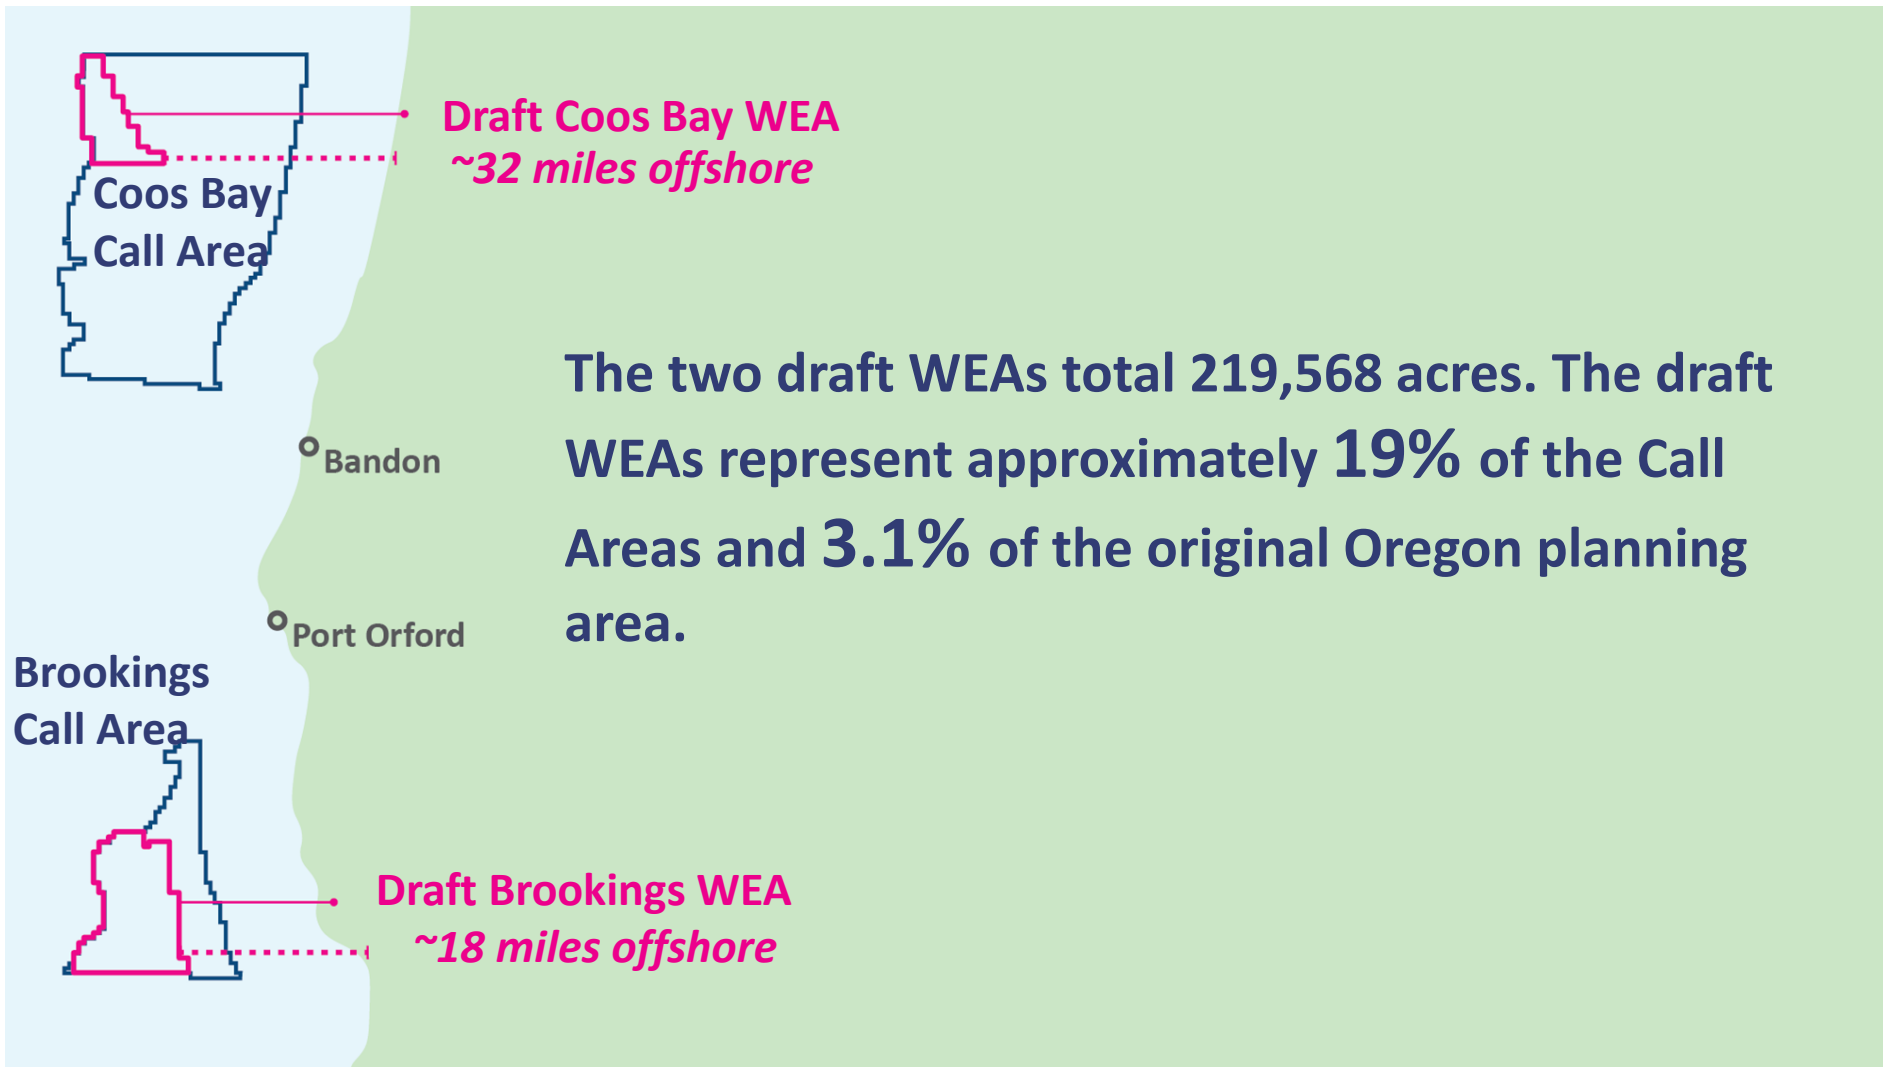 Draft Coos Bay WEA
~32 miles offshore
Coos Bay
Call Area
The two draft WEAs total 219,568 acres. The draft
WEAs represent approximately 19% of the Call
Areas and 3.1% of the original Oregon planning
area.
Bandon
Port Orford
Brookings
Call Area
Draft Brookings WEA
~18 miles offshore